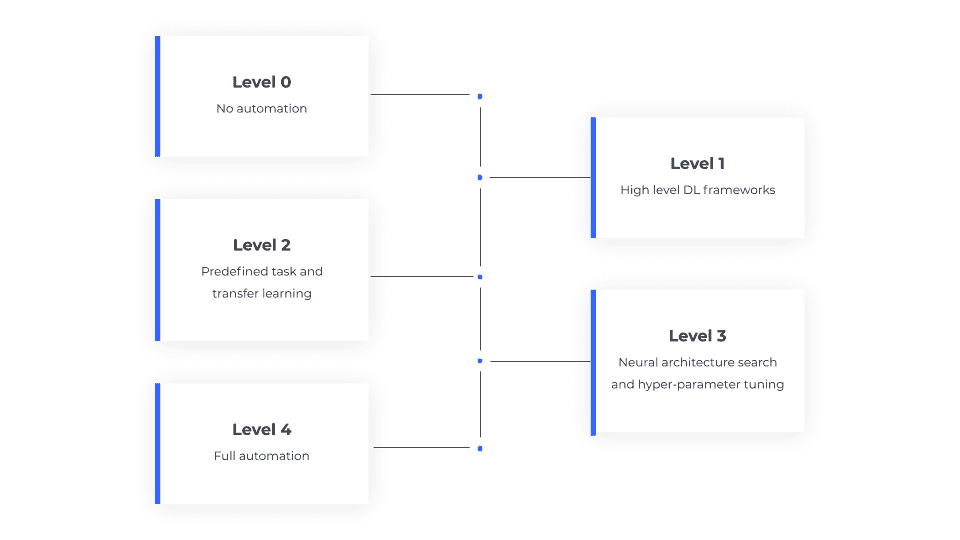 Level 0
No automation
Level 1
High level DL frameworks
Level 2
Predefined task and
transfer learning
Level 3
Neural architecture search
and hyper-parameter tuning
Level 4
Full automation